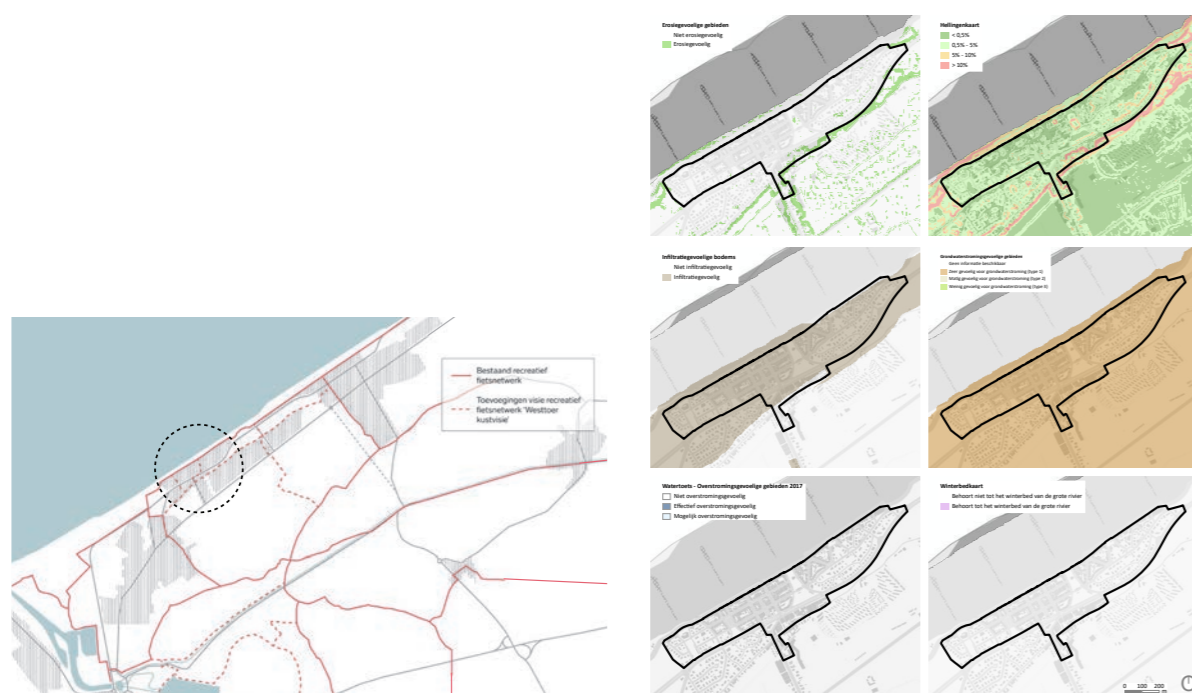 Erosiegevoelige gebieden
Niet erosiegevoelig
Erosiegevoelig
Hellingenkaart
< 0,5%
0,5% - 5%
5% - 10%
> 10%
Infiltratiegevoelige bodems
Niet infiltratiegevoelig
Infiltratiegevoelig
Grondwaterstromingsgevoelige gebieden
Geen informatie beschikbaar
Zeer gevoelig voor grondwaterstroming (type 1)
Matig gevoelig voor grondwaterstroming (type 2)
Weinig gevoelig voor grondwaterstroming (type 3)
Bestaand recreatief
fietsnetwerk
Toevoegingen visie recreatief
fietsnetwerk 'Westtoer
kustvisie'
Watertoets - Overstromingsgevoelige gebieden 2017
Niet overstromingsgevoelig
Effectief overstromingsgevoelig
Mogelijk overstromingsgevoelig
Winterbedkaart
Behoort niet tot het winterbed van de grote rivier
Behoort tot het winterbed van de grote rivier
0 100 200
m